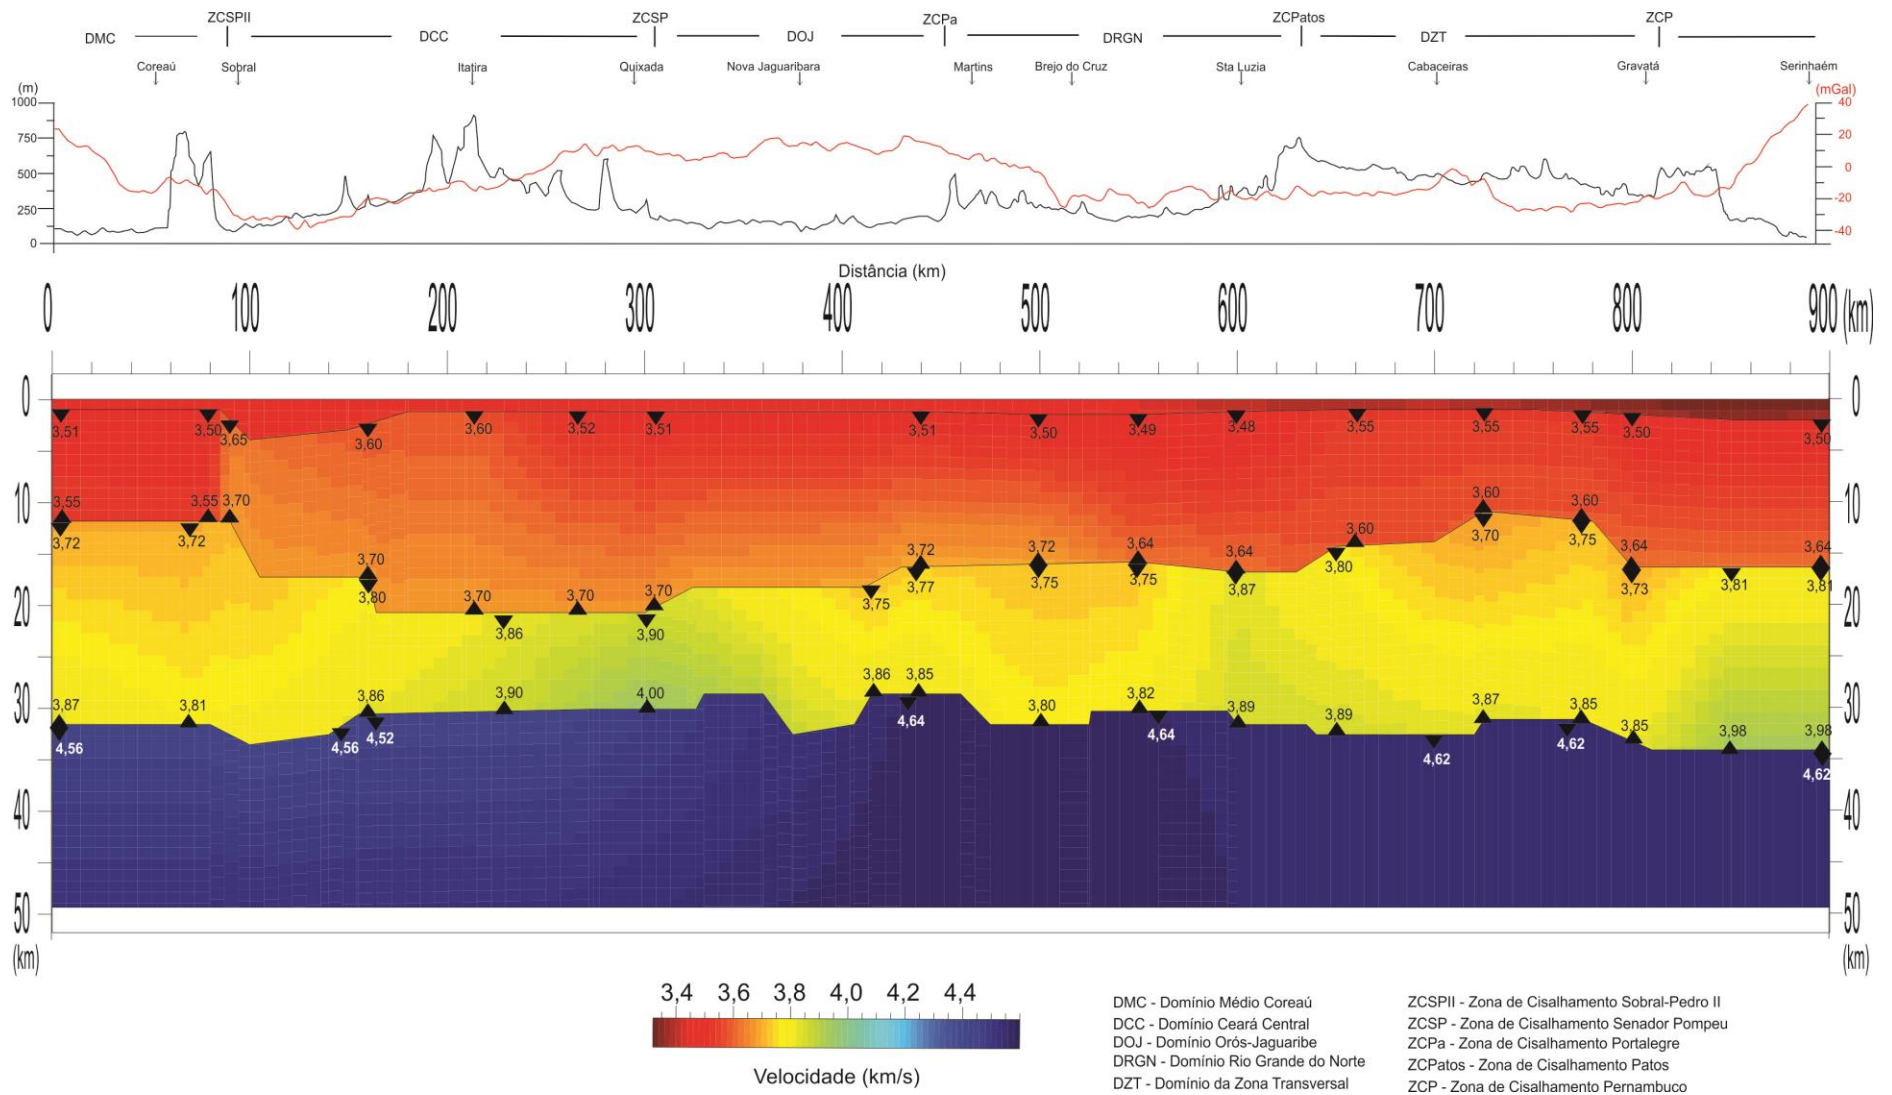 ZCSPII ZCSP ZCPa ZCPatos ZCP
DMC DCC DOJ DRGN DZT
Coreaú Sobral Itatira Quixada Nova Jaguaribara Martins Brejo do Cruz Sta Luzia Cabaceiras Gravatá Serinhaém
(m) (mGal)
1000 40
750 20
500 0
250 -20
0 -40
Distância (km)
0 100 200 300 400 500 600 700 800 900 (km)
0 0
3,51 3,50 3,65 3,60 3,60 3,52 3,51 3,51 3,50 3,49 3,48 3,55 3,55 3,55 3,50 3,50
10 10
3,55 3,55 3,70 3,60 3,60
3,72 3,72 3,70 3,72 3,72 3,64 3,64 3,60 3,70 3,75 3,64 3,64
3,80 3,77 3,75 3,75 3,87 3,80 3,73 3,81 3,81
20 20
3,70 3,70 3,70 3,75
3,86 3,90
30 30
3,87 3,81 3,86 3,90 4,00 3,86 3,85 3,80 3,82 3,89 3,89 3,87 3,85 3,85 3,98 3,98
4,56 4,56 4,52 4,64 4,64 4,62 4,62 4,62
40 40
50 50
(km) (km)
3,4 3,6 3,8 4,0 4,2 4,4
Velocidade (km/s)
DMC - Domínio Médio Coreaú
DCC - Domínio Ceará Central
DOJ - Domínio Orós-Jaguaribe
DRGN - Domínio Rio Grande do Norte
DZT - Domínio da Zona Transversal
ZCSPII - Zona de Cisalhamento Sobral-Pedro II
ZCSP - Zona de Cisalhamento Senador Pompeu
ZCPa - Zona de Cisalhamento Portalegre
ZCPatos - Zona de Cisalhamento Patos
ZCP - Zona de Cisalhamento Pernambuco